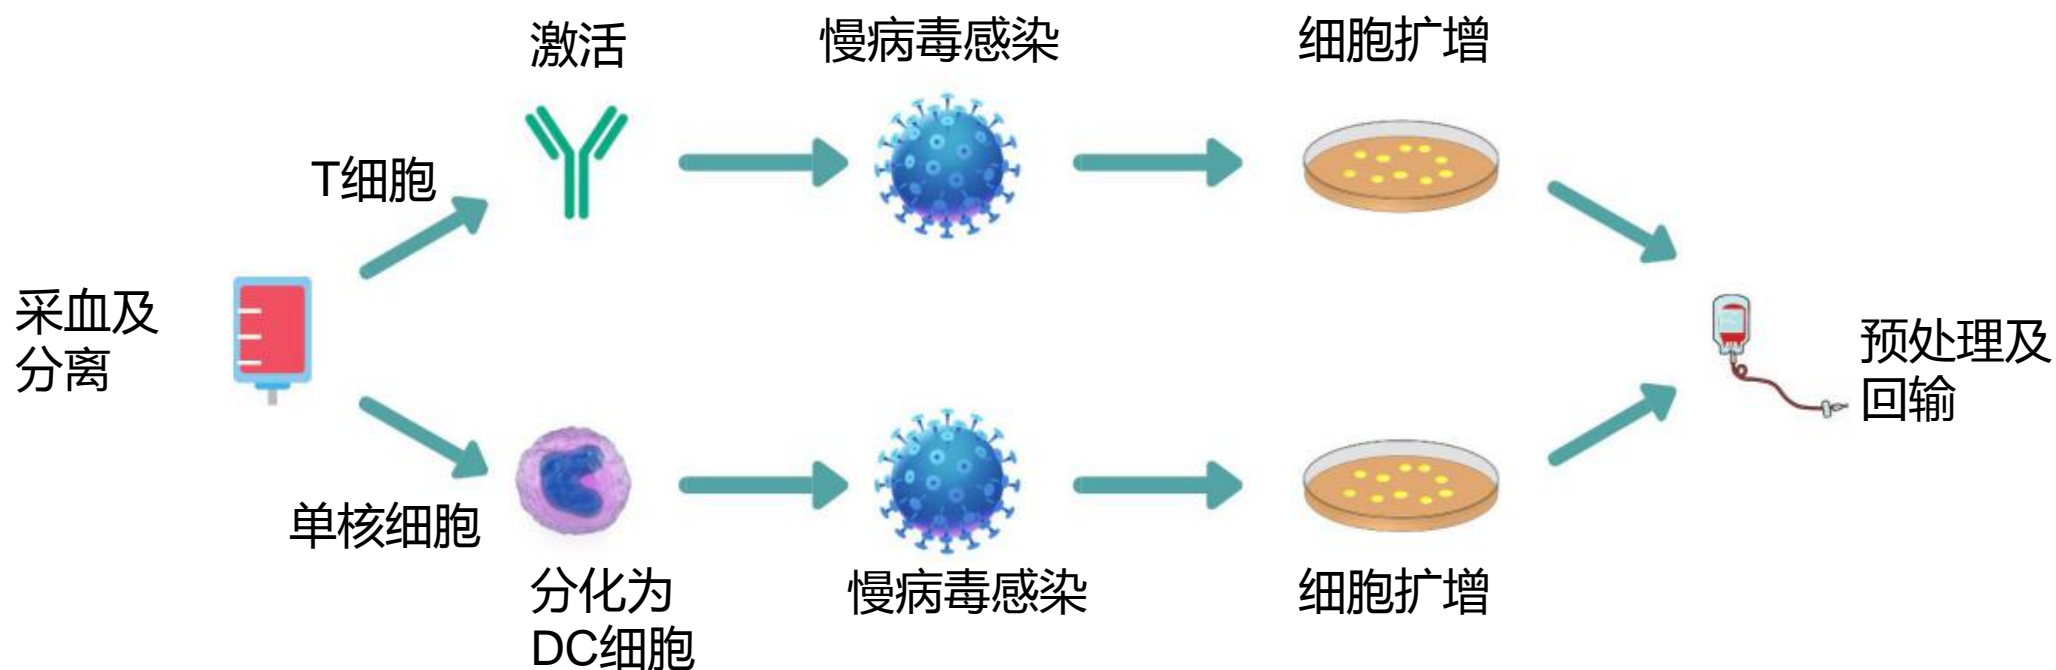 激活
慢病毒感染
细胞扩增
T细胞
采血及
分离
预处理及
回输
单核细胞
分化为
DC细胞
慢病毒感染
细胞扩增